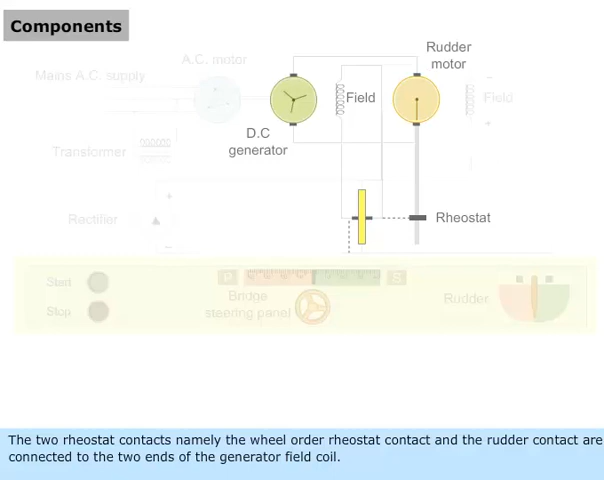 Components
Rudder
motor
A.C. motor
Mains A.C. supply
Field
Field
D.C
generator
Transformer
Rectifier
Rheostat
P
S
Start
Bridge
steering panel
Rudder
Stop
The two rheostat contacts namely the wheel order rheostat contact and the rudder contact are
connected to the two ends of the generator field coil.